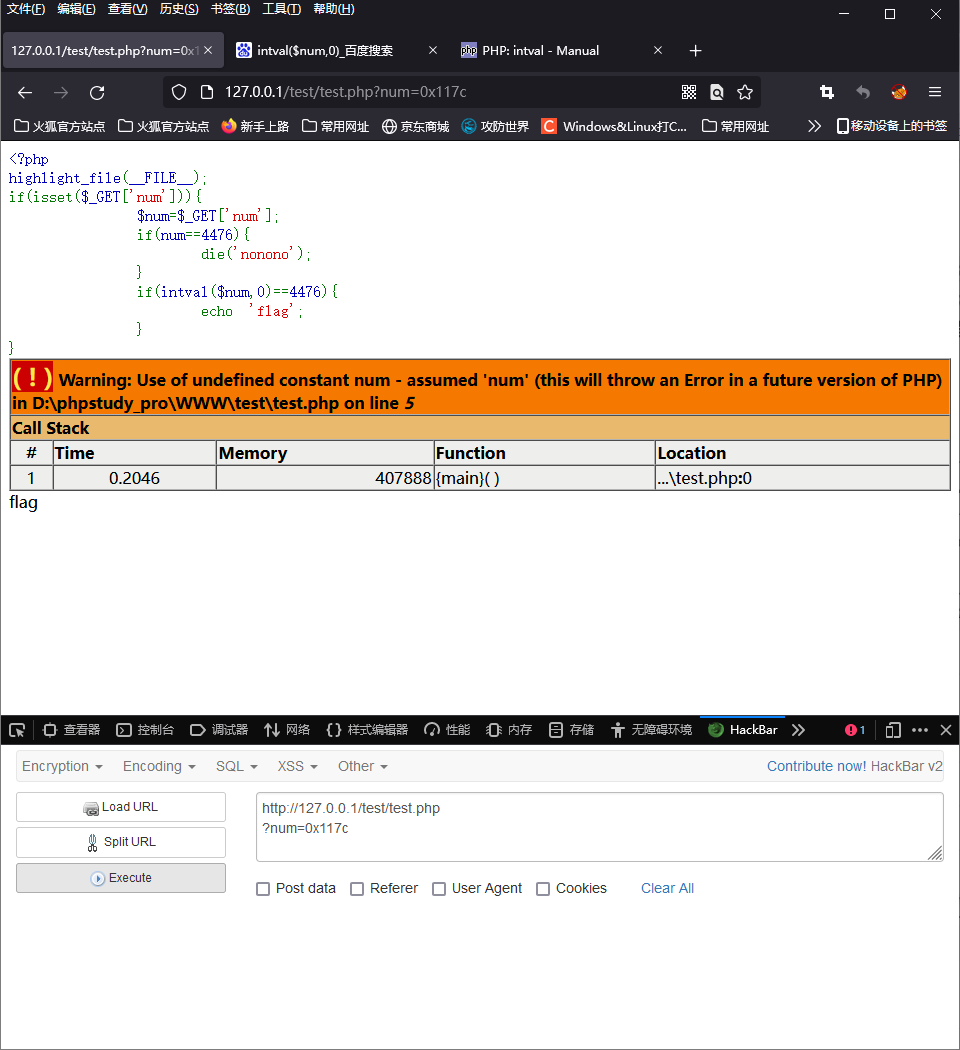 文件(F) 编辑(E) 查看(V) 历史(S) 书签(B) 工具(T) 帮助(H)
127.0.0.1/test/test.php?num=0x1 intval($num,0)_百度搜索 php PHP: intval - Manual
127.0.0.1/test/test.php?num=0x117c
火狐官方站点 火狐官方站点 新手上路 常用网址 京东商城 攻防世界 C Windows&Linux打C... 常用网址 移动设备上的书签
<?php
highlight_file(__FILE__);
if(isset($_GET['num'])){
$num=$_GET['num'];
if(num==4476){
die('nonono');
}
if(intval($num,0)==4476){
echo 'flag';
}
}
( ! ) Warning: Use of undefined constant num - assumed 'num' (this will throw an Error in a future version of PHP)
in D:\phpstudy_pro\WWW\test\test.php on line 5
Call Stack
# Time Memory Function Location
1 0.2046 407888 {main}( ) ...\test.php:0
flag
查看器 控制台 调试器 网络 样式编辑器 性能 内存 存储 无障碍环境 HackBar 1
Encryption Encoding SQL XSS Other Contribute now! HackBar v2
Load URL
Split URL
Execute
http://127.0.0.1/test/test.php
?num=0x117c
Post data Referer User Agent Cookies Clear All